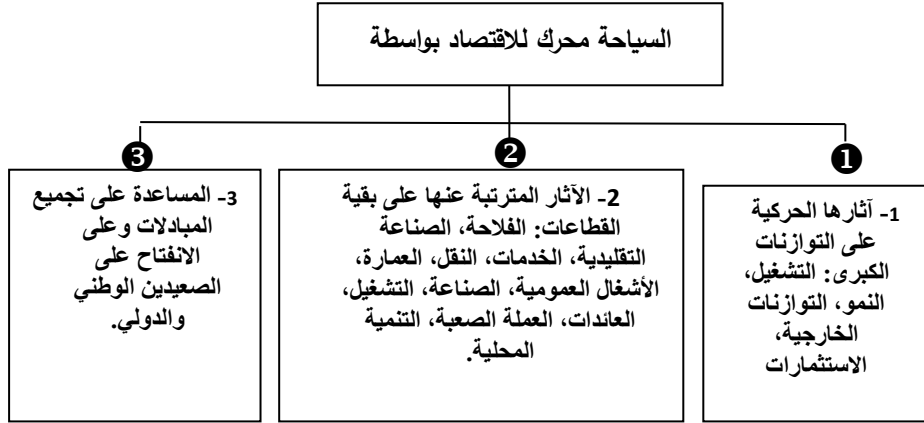 السياحة محرك للاقتصاد بواسطة
❶
1- آثارها الحركية
على التوازنات
الكبرى: التشغيل،
النمو، التوازنات
الخارجية،
الاستثمارات
❷
2- الآثار المترتبة عنها على بقية
القطاعات: الفلاحة، الصناعة
التقليدية، الخدمات، النقل، العمارة،
الأشغال العمومية، الصناعة، التشغيل،
العائدات، العملة الصعبة، التنمية
المحلية.
❸
3- المساعدة على تجميع
المبادلات وعلى
الانفتاح على
الصعيدين الوطني
والدولي.